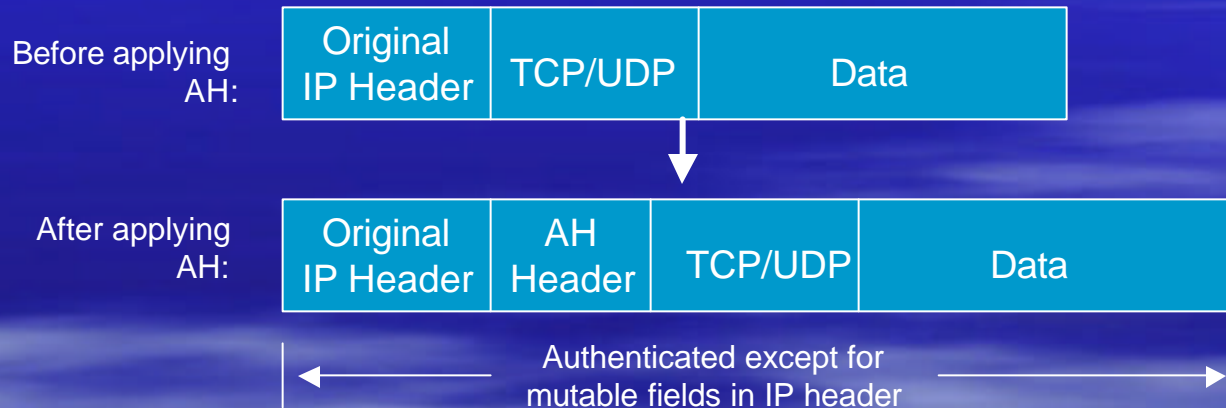 Before applying
AH:
Original
IP Header
TCP/UDP
Data
After applying
AH:
Original
IP Header
AH
Header
TCP/UDP
Data
Authenticated except for
mutable fields in IP header